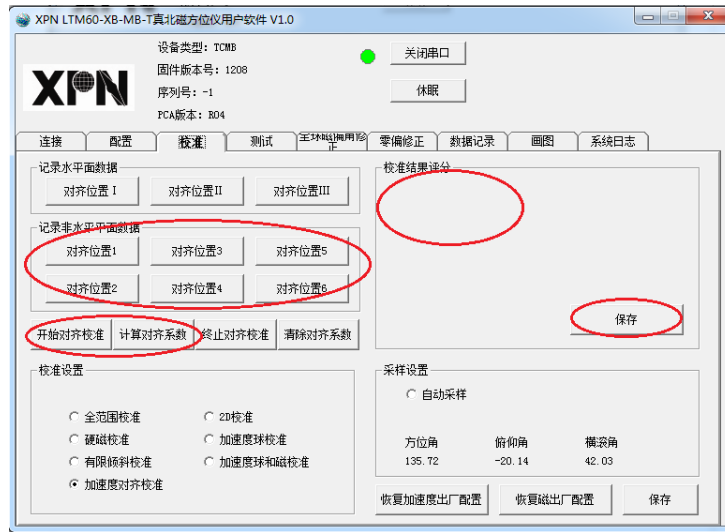 XPN LTM60-XB-MB-T真北磁方位仪用户软件 V1.0
XPN
设备类型: TCMB
固件版本号: 1208
序列号: -1
PCA版本: R04
关闭串口
休眠
连接
配置
校准
测试
全球磁偏用修正
零偏修正
数据记录
画图
系统日志
记录水平面数据
对齐位置 I
对齐位置II
对齐位置III
记录非水平平面数据
对齐位置1
对齐位置3
对齐位置5
对齐位置2
对齐位置4
对齐位置6
开始对齐校准
计算对齐系数
终止对齐校准
清除对齐系数
校准结果评分
保存
校准设置
全范围校准
2D校准
硬磁校准
加速度球校准
有限倾斜校准
加速度球和磁校准
加速度对齐校准
采样设置
自动采样
方位角 俯仰角 横滚角
135.72 -20.14 42.03
恢复加速度出厂配置
恢复磁出厂配置
保存